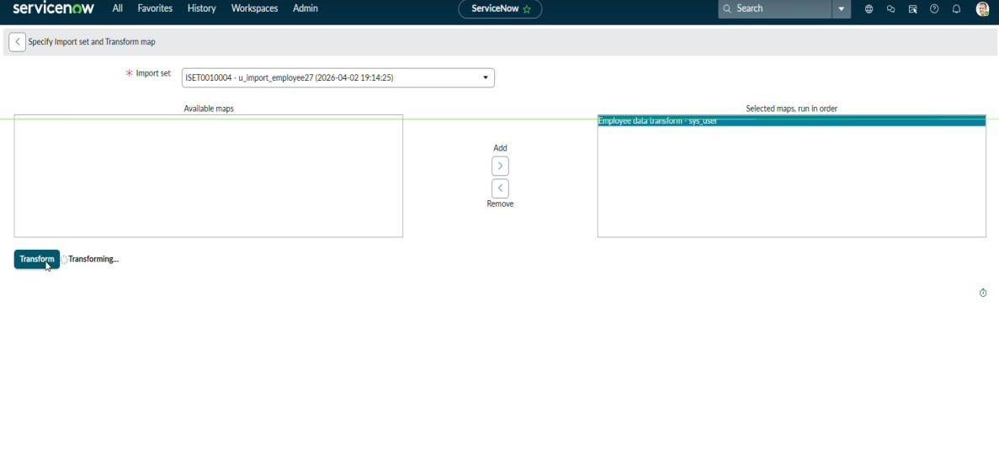 servicenow All Favorites History Workspaces Admin ServiceNow Search
Specify Import set and Transform map
Import set ISET0010004 - u_import_employee27 (2026-04-02 19:14:25)
Available maps
Selected maps, run in order
Employee data transform - sys_user
Add
Remove
Transform Transforming...